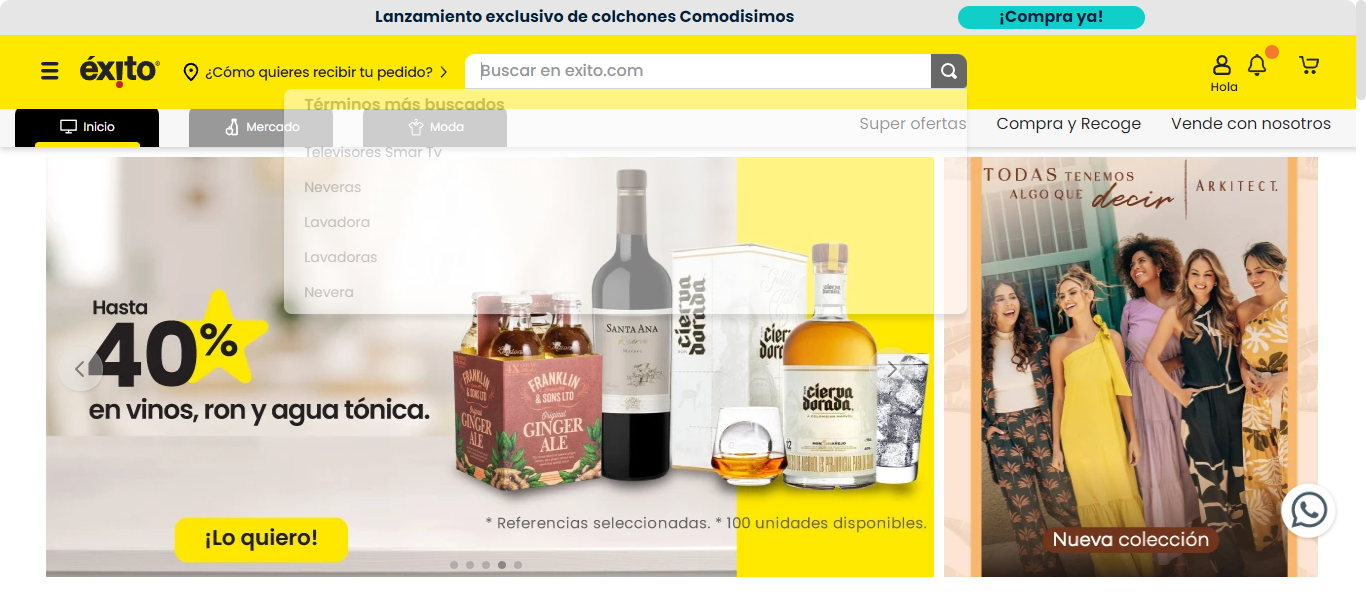 Lanzamiento exclusivo de colchones Comodisimos
¡Compra ya!
éxito
¿Cómo quieres recibir tu pedido?
Buscar en exito.com
Hola
Términos más buscados
Inicio
Mercado
Moda
Super ofertas
Compra y Recoge
Vende con nosotros
Televisores Smar Tv
Neveras
Lavadora
Lavadoras
Nevera
Hasta
40%
en vinos, ron y agua tónica.
¡Lo quiero!
FRANKLIN
& SONS LTD
Original
GINGER
ALE
SANTA ANA
Reserve
cierva
dorada
cierva
dorada.
* Referencias seleccionadas. * 100 unidades disponibles.
TODAS TENEMOS
ALGO QUE decir
ARKITECT.
Nueva colección